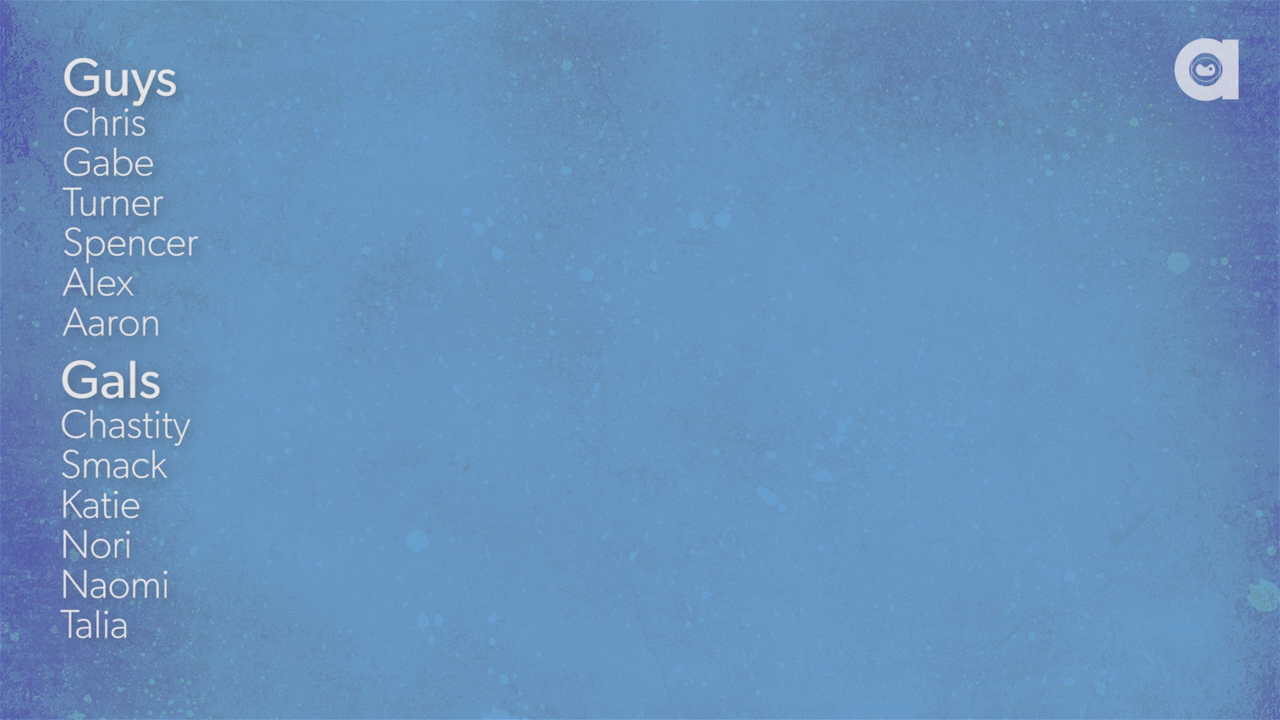 Guys
Chris
Gabe
Turner
Spencer
Alex
Aaron
Gals
Chastity
Smack
Katie
Nori
Naomi
Talia
a